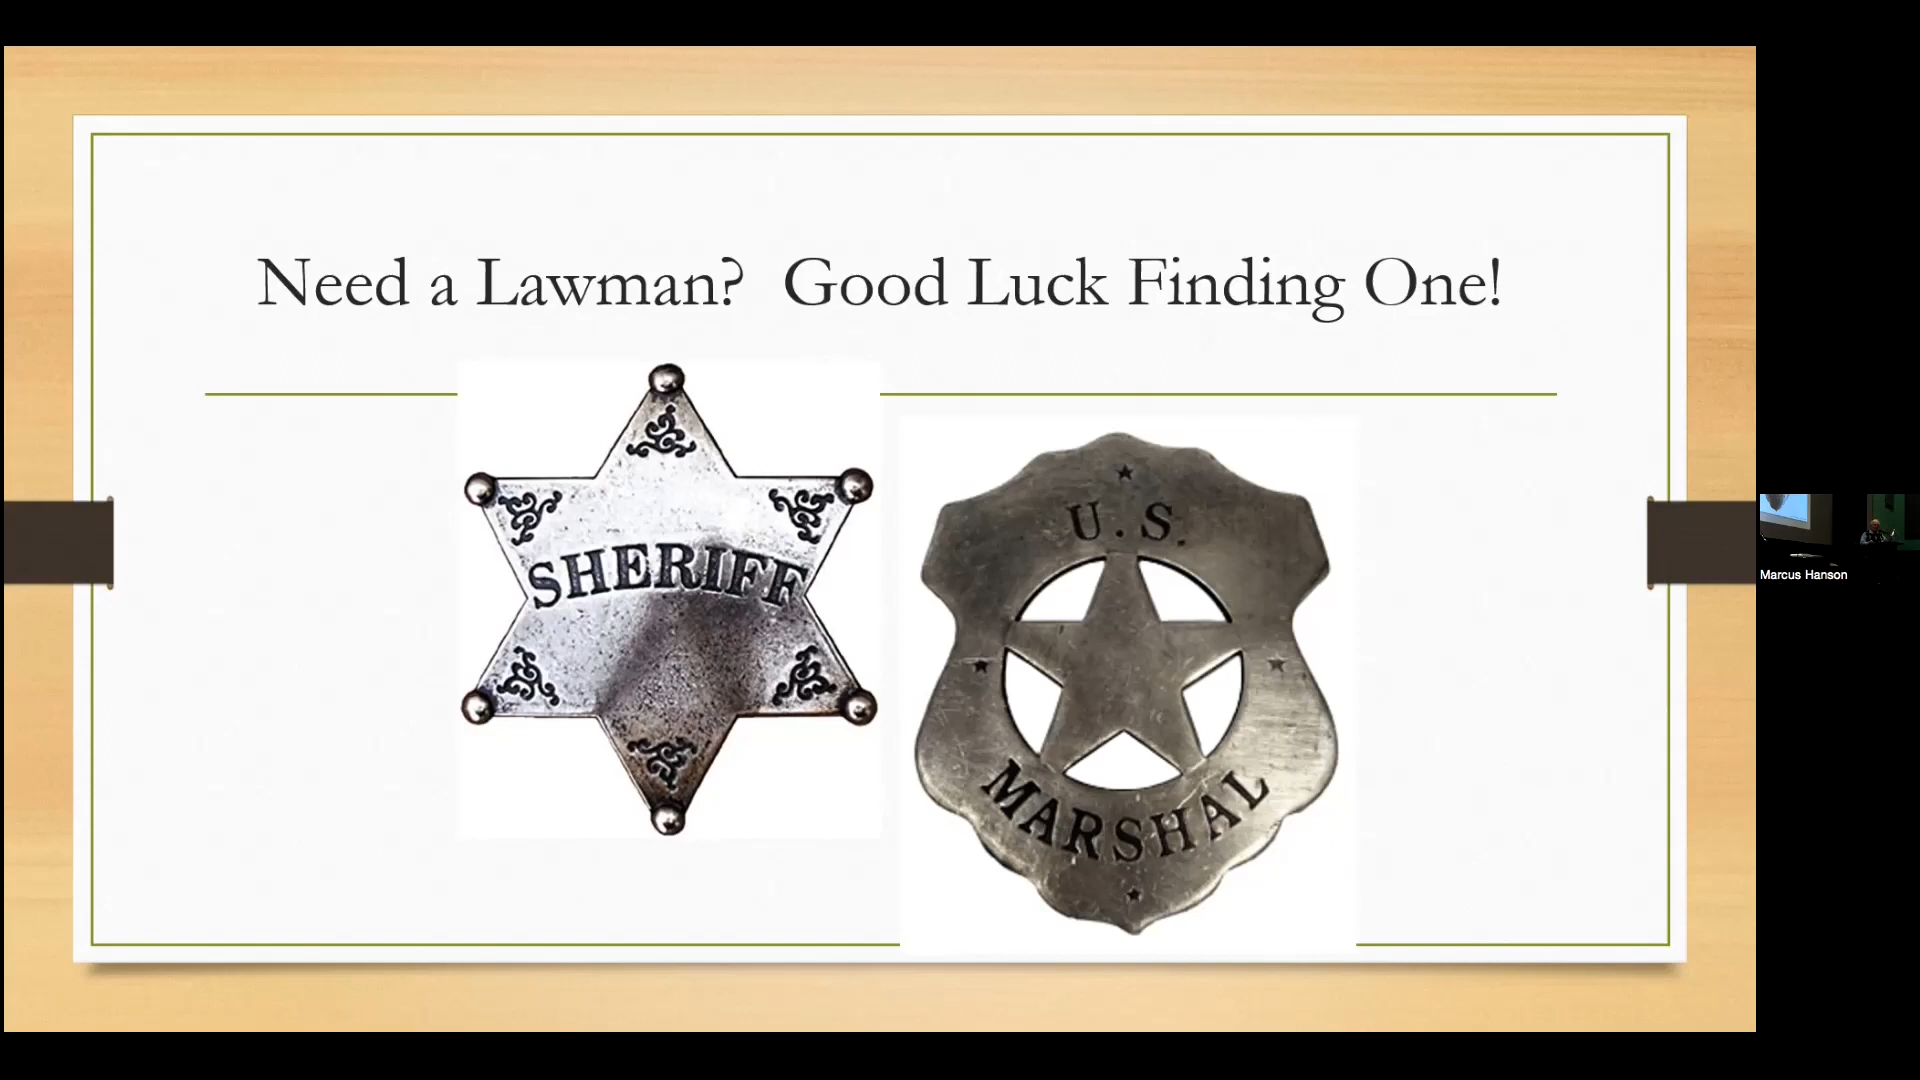 Need a Lawman?  Good Luck Finding One!
SHERIFF
U.S.
MARSHAL
Marcus Hanson